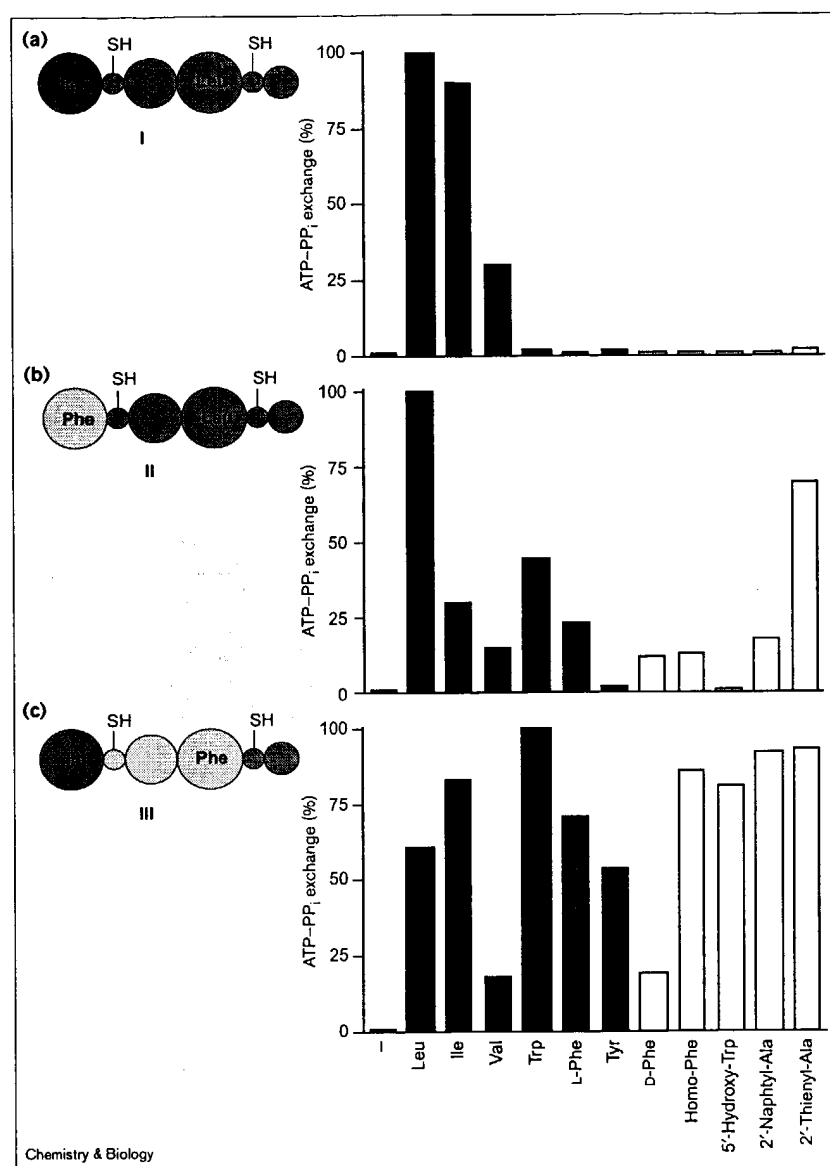 (a)
SH
SH
I
ATP–PPi exchange (%)
100
75
50
25
0
(b)
SH
SH
Phe
II
ATP–PPi exchange (%)
100
75
50
25
0
(c)
SH
SH
Phe
III
ATP–PPi exchange (%)
100
75
50
25
0
–
Leu
Ile
Val
Trp
L-Phe
Tyr
D-Phe
Homo-Phe
5′-Hydroxy-Trp
2′-Naphtyl-Ala
2′-Thienyl-Ala
Chemistry & Biology